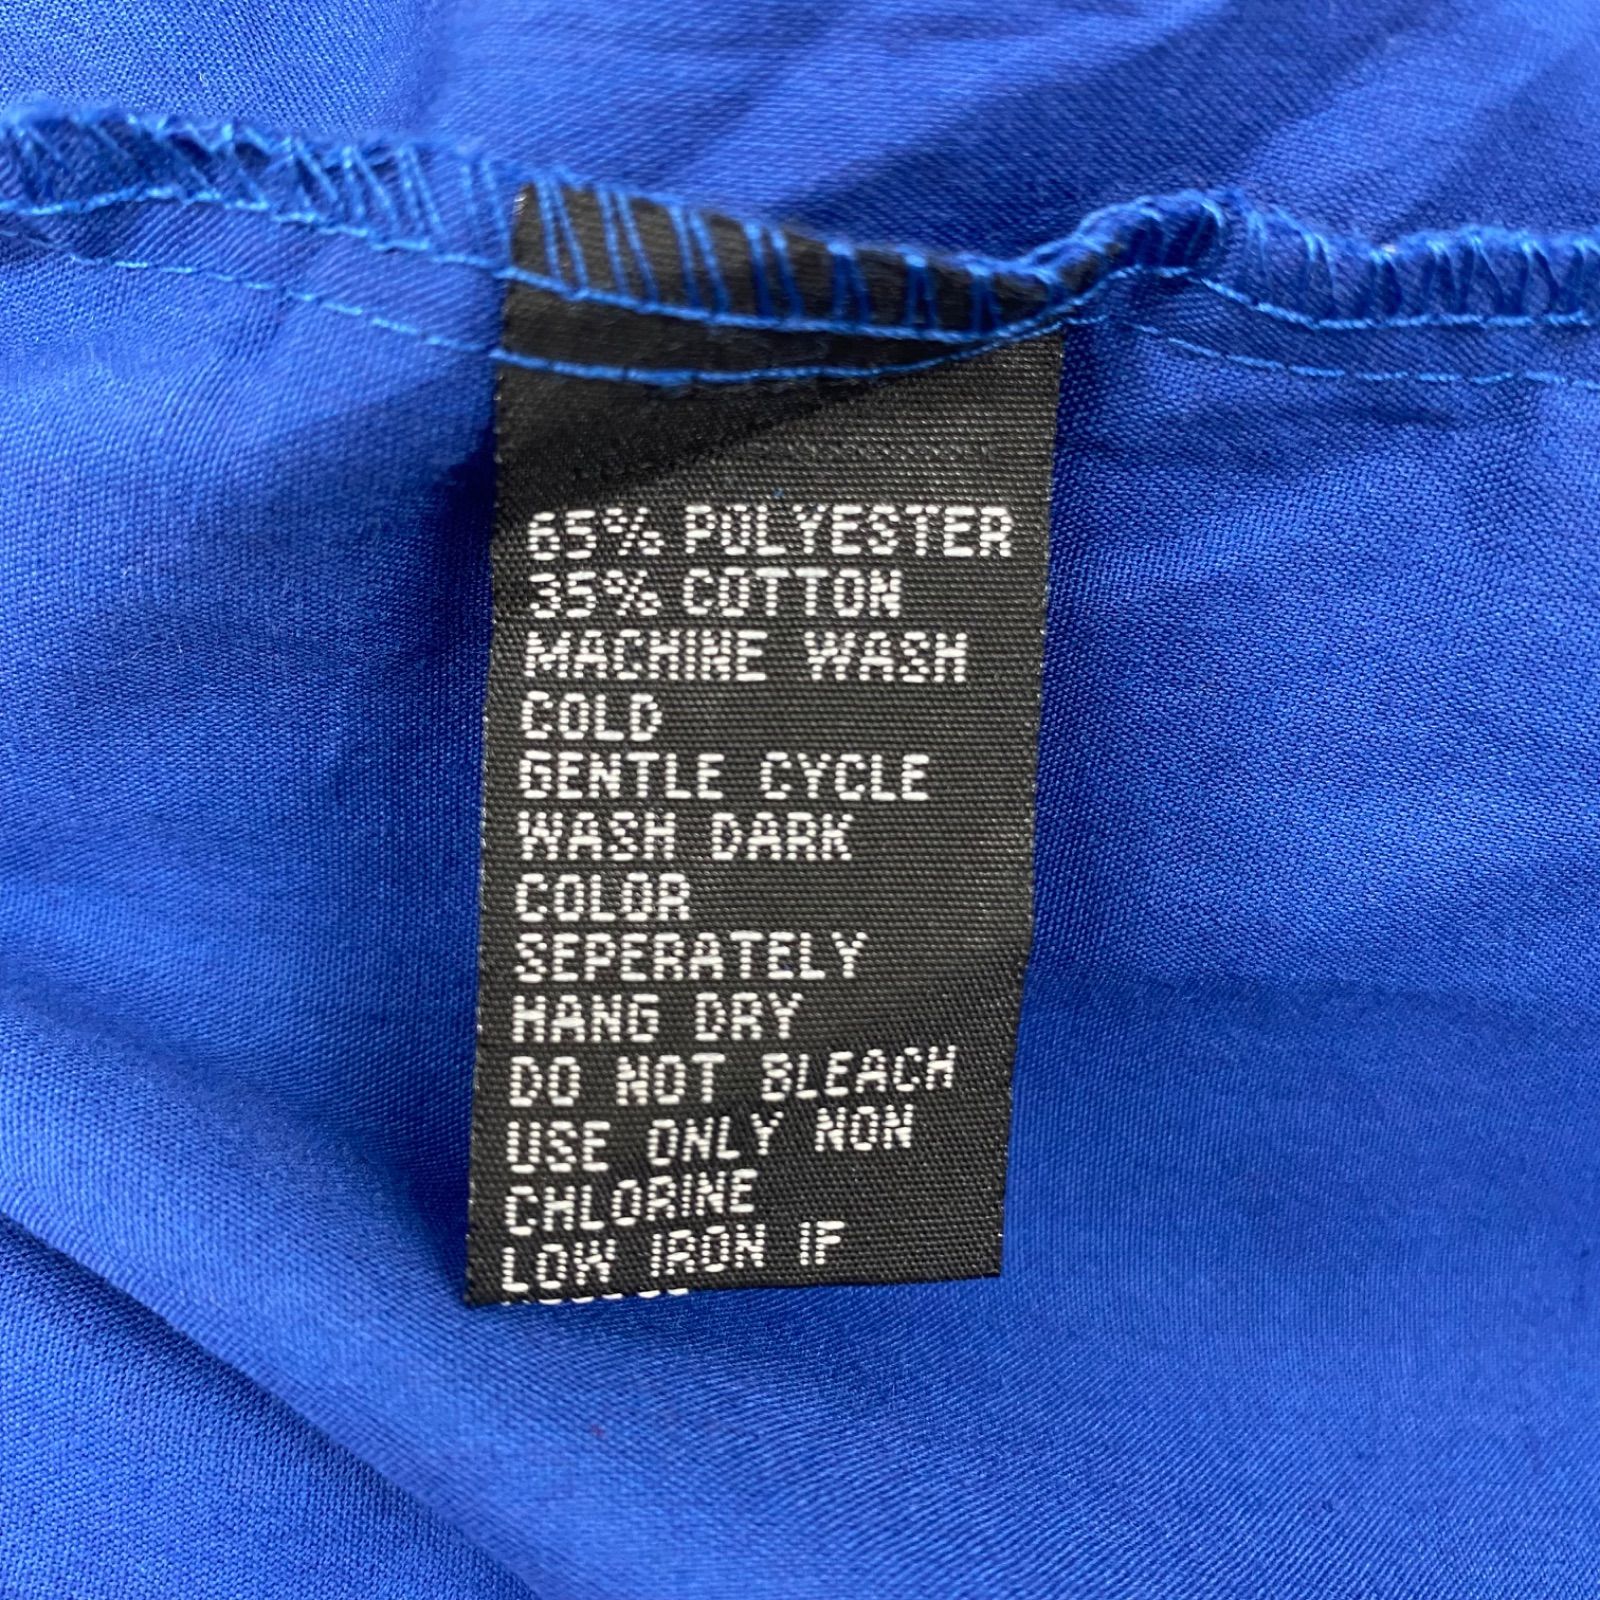 65% POLYESTER
35% COTTON
MACHINE WASH
COLD
GENTLE CYCLE
WASH DARK
COLOR
SEPERATELY
HANG DRY
DO NOT BLEACH
USE ONLY NON
CHLORINE
LOW IRON IF